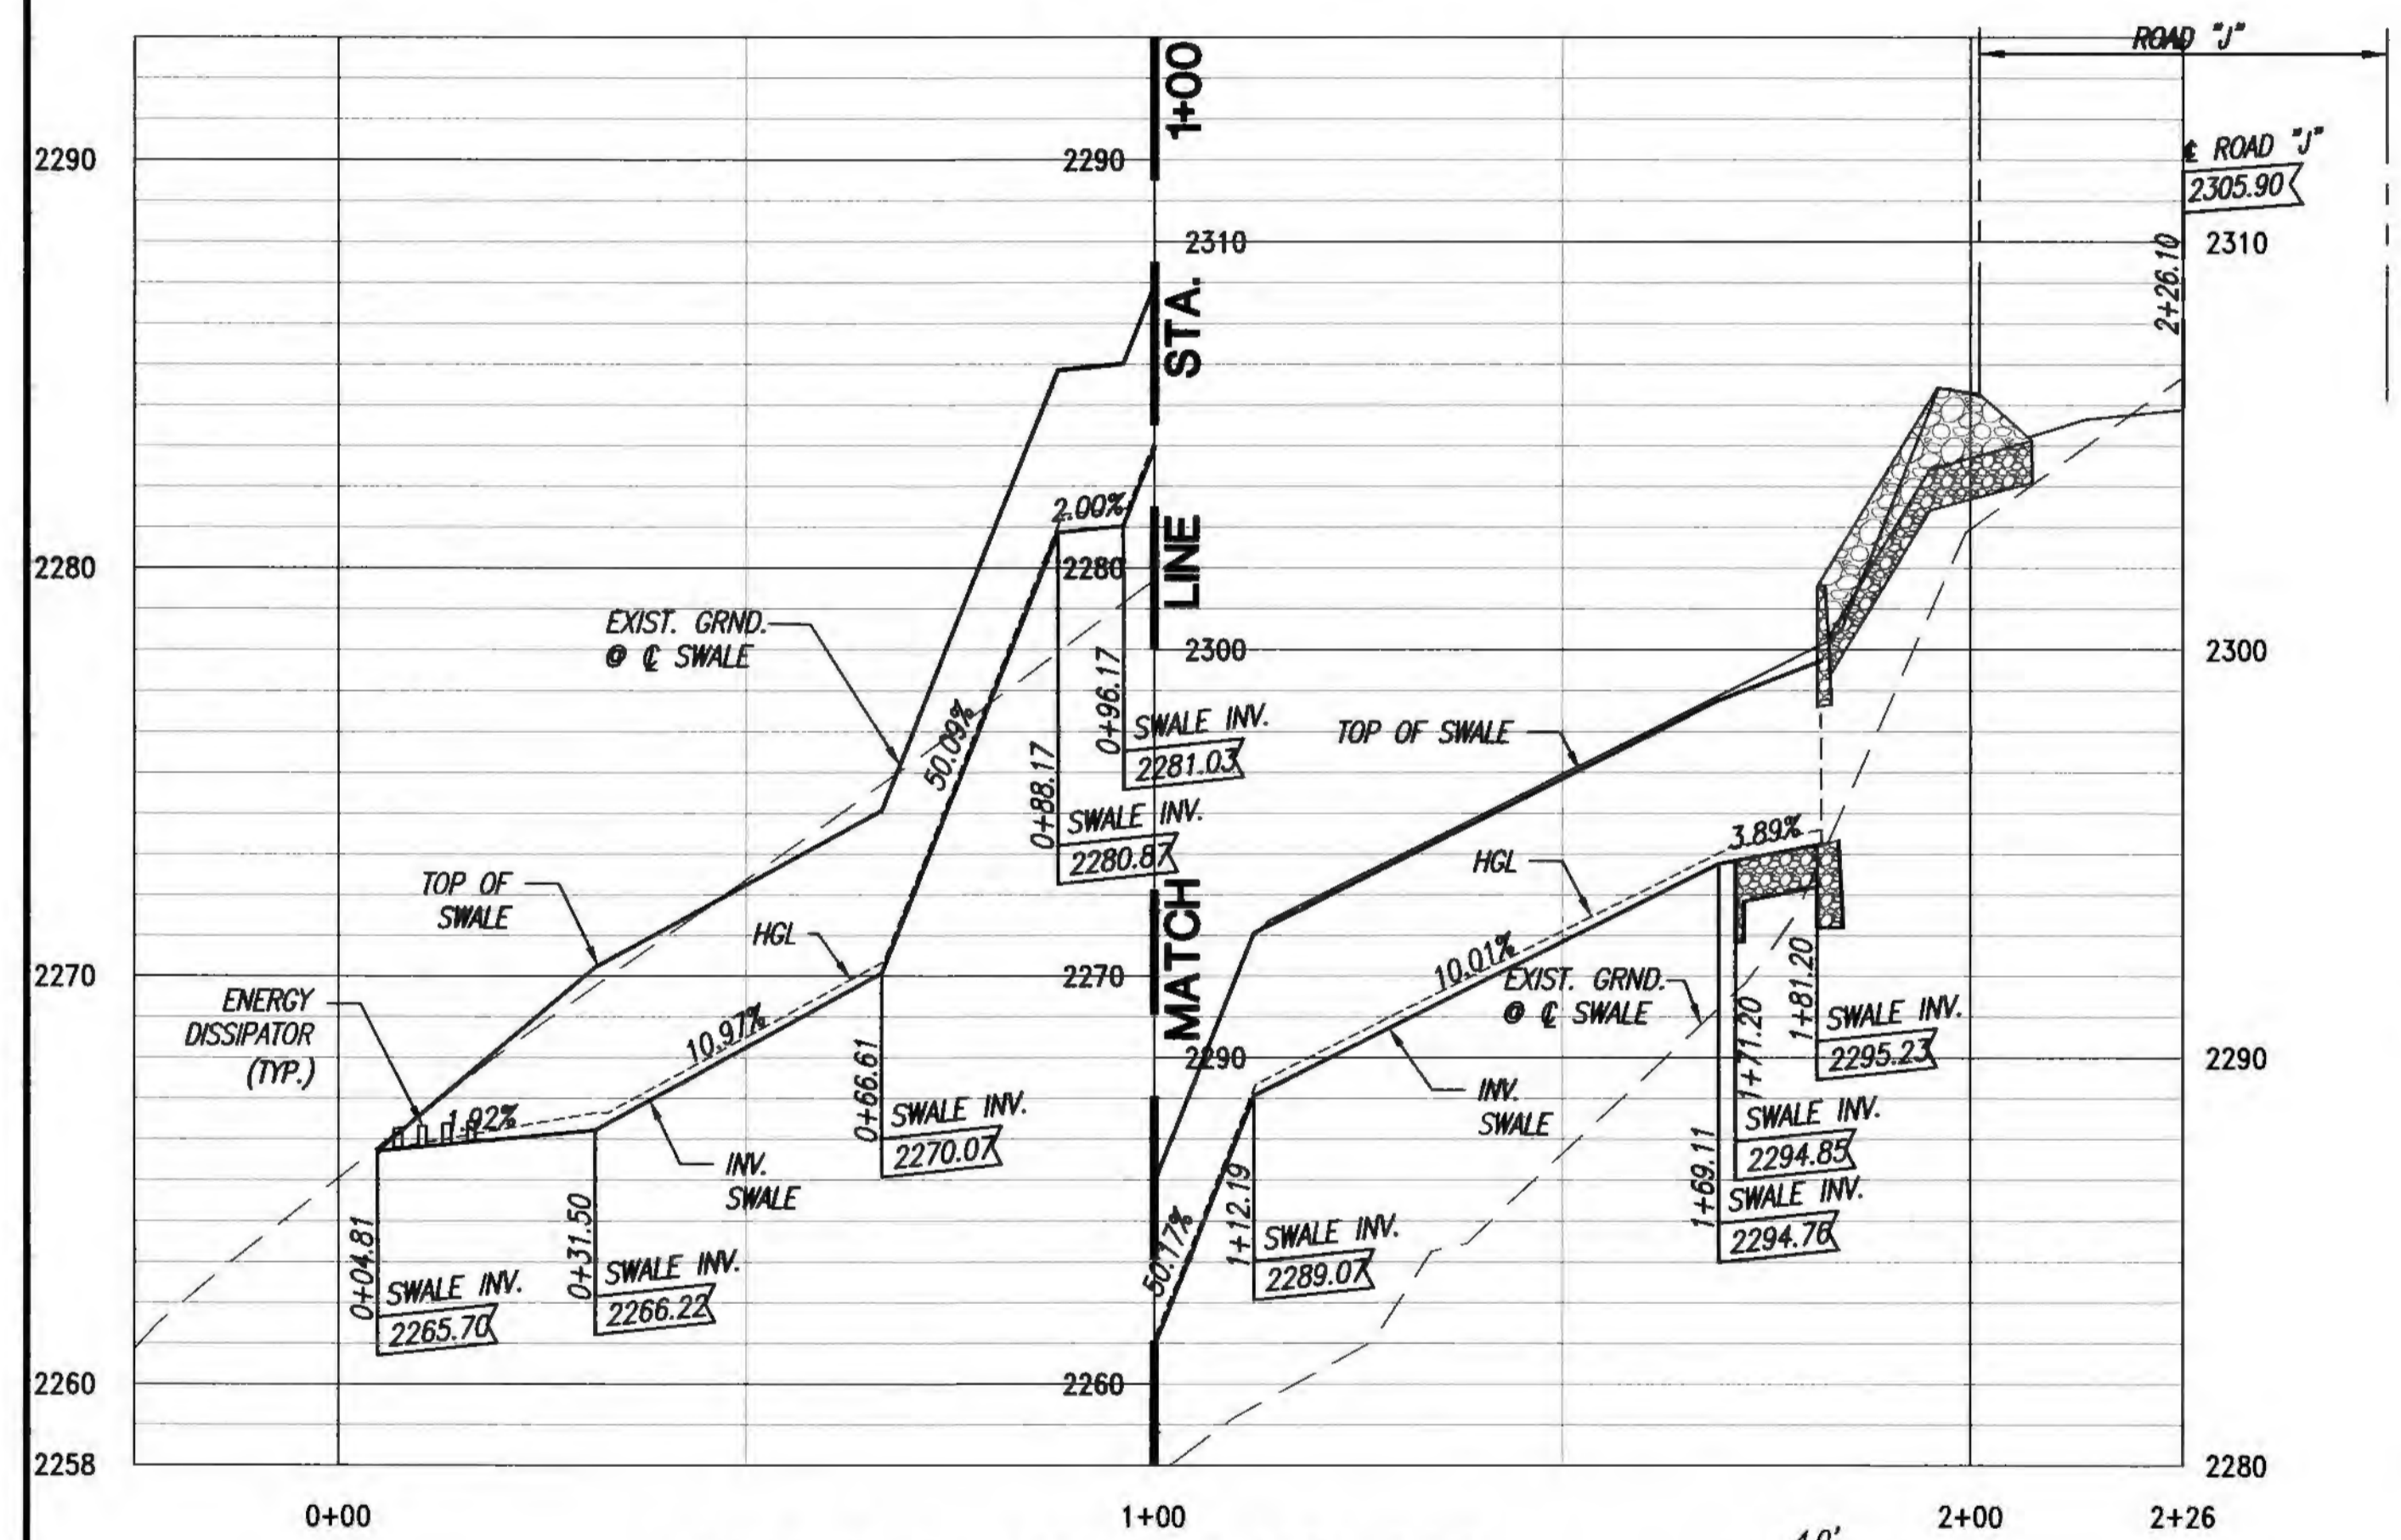 ROAD "J"
℄ ROAD "J"
2305.90
2+26.10
MATCH LINE STA. 1+00
2290
2290
2310
2310
2280
2280
2300
2300
2270
2270
2290
2290
2260
2260
2258
2280
EXIST. GRND.
@ ℄ SWALE
TOP OF
SWALE
ENERGY
DISSIPATOR
(TYP.)
HGL
1.92%
10.97%
50.09%
2.00%
INV.
SWALE
0+04.81
SWALE INV.
2265.70
0+31.50
SWALE INV.
2266.22
0+66.61
SWALE INV.
2270.07
0+88.17
SWALE INV.
2280.87
0+96.17
SWALE INV.
2281.03
TOP OF SWALE
HGL
50.17%
10.01%
3.89%
EXIST. GRND.
@ ℄ SWALE
INV.
SWALE
1+12.19
SWALE INV.
2289.07
1+69.11
SWALE INV.
2294.76
1+71.20
SWALE INV.
2294.85
1+81.20
SWALE INV.
2295.23
0+00
1+00
2+00
2+26